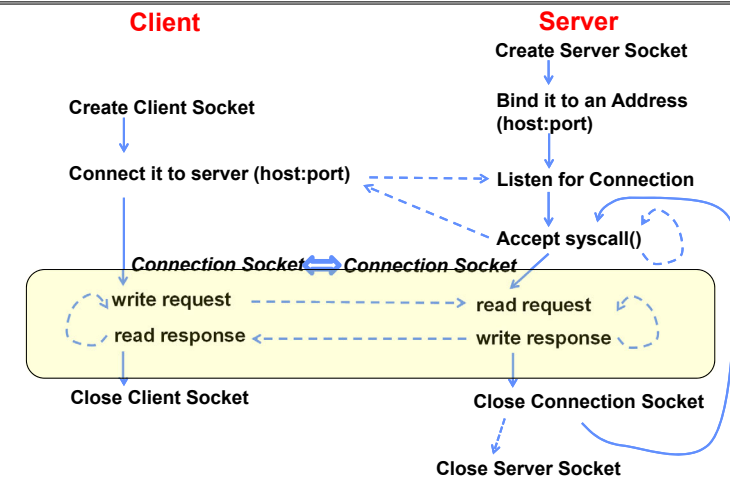 Client
Server
Create Server Socket
Create Client Socket
Bind it to an Address
(host:port)
Connect it to server (host:port)
Listen for Connection
Accept syscall()
Connection Socket
Connection Socket
write request
read request
read response
write response
Close Client Socket
Close Connection Socket
Close Server Socket